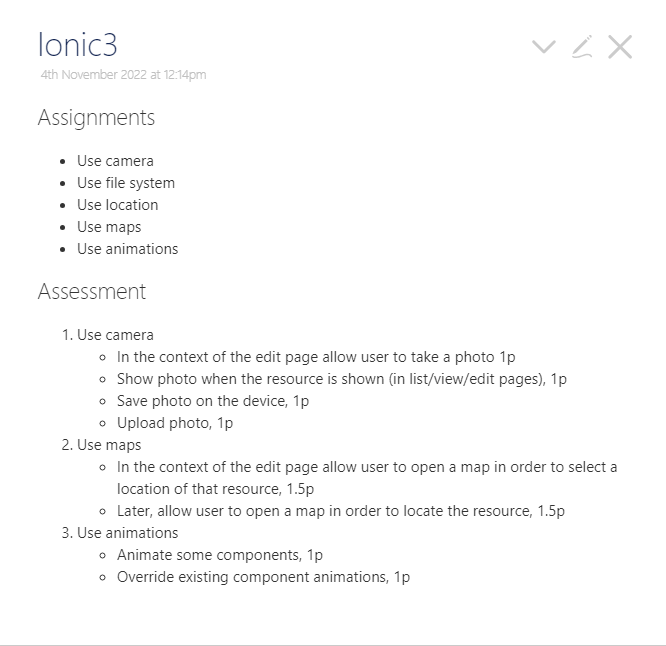 Ionic3
4th November 2022 at 12:14pm
Assignments
• Use camera
• Use file system
• Use location
• Use maps
• Use animations
Assessment
1. Use camera
◦ In the context of the edit page allow user to take a photo 1p
◦ Show photo when the resource is shown (in list/view/edit pages), 1p
◦ Save photo on the device, 1p
◦ Upload photo, 1p
2. Use maps
◦ In the context of the edit page allow user to open a map in order to select a
location of that resource, 1.5p
◦ Later, allow user to open a map in order to locate the resource, 1.5p
3. Use animations
◦ Animate some components, 1p
◦ Override existing component animations, 1p